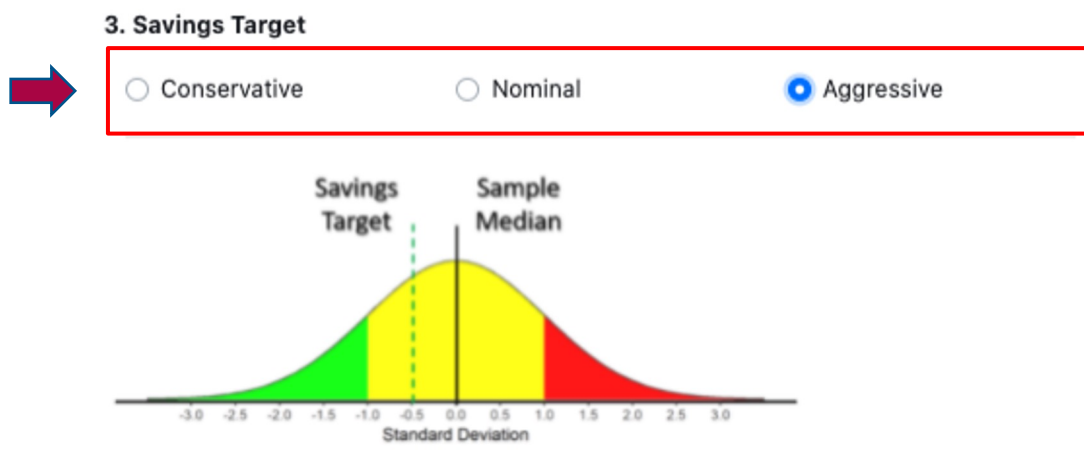 3. Savings Target
Conservative Nominal Aggressive
Savings Sample
Target Median
-3.0 -2.5 -2.0 -1.5 -1.0 -0.5 0.0 0.5 1.0 1.5 2.0 2.5 3.0
Standard Deviation